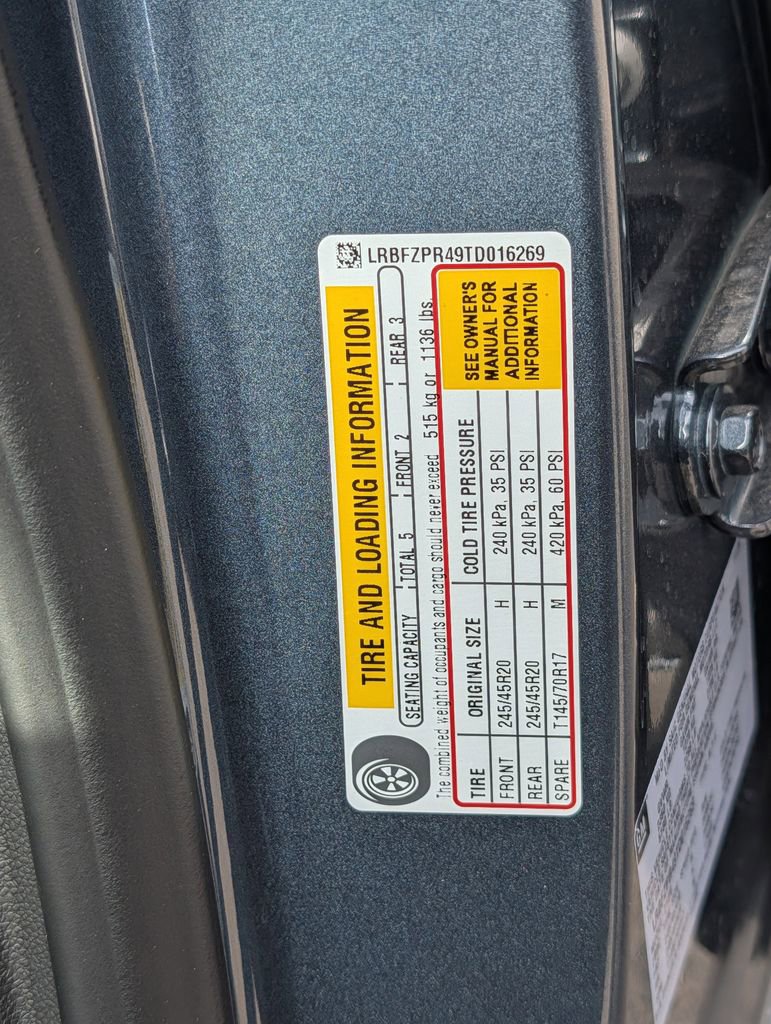 LRBFZPR49TD016269
TIRE AND LOADING INFORMATION
SEATING CAPACITY TOTAL 5 FRONT 2 REAR 3
The combined weight of occupants and cargo should never exceed 515 kg or 1136 lbs.
TIRE ORIGINAL SIZE COLD TIRE PRESSURE
FRONT 245/45R20 H 240 kPa, 35 PSI
REAR 245/45R20 H 240 kPa, 35 PSI
SPARE T145/70R17 M 420 kPa, 60 PSI
SEE OWNER'S
MANUAL FOR
ADDITIONAL
INFORMATION